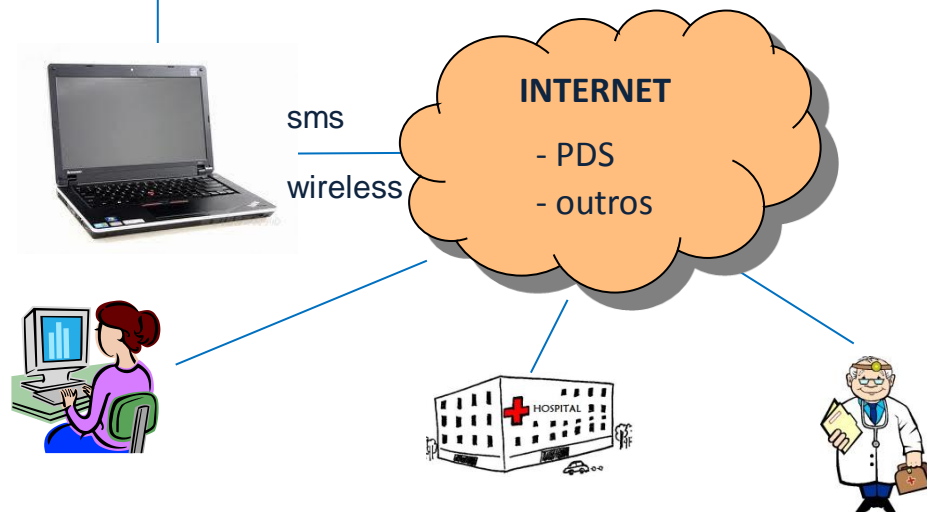 INTERNET
sms
- PDS
wireless
- outros
HOSPITAL